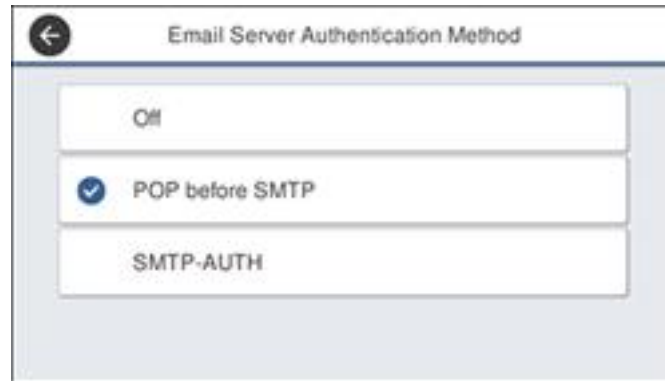 Email Server Authentication Method
Off
POP before SMTP
SMTP-AUTH